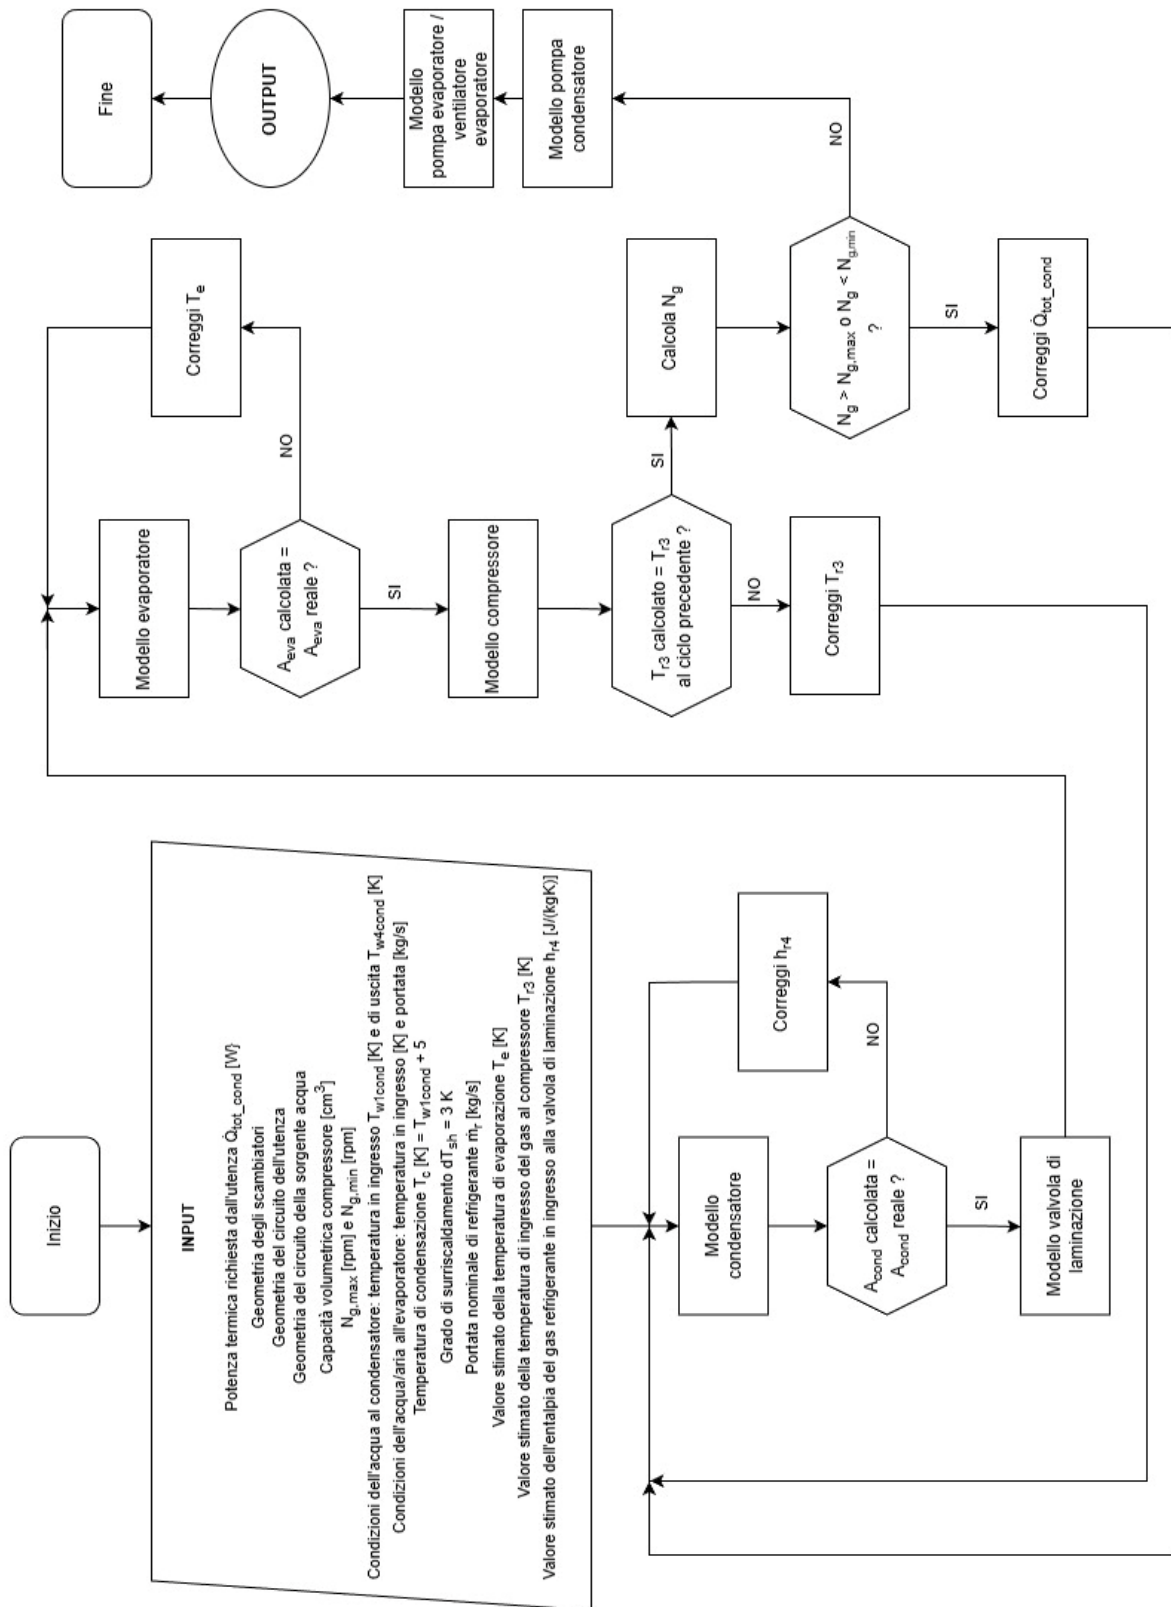 Inizio
INPUT
Potenza termica richiesta dall'utenza Q̇tot_cond [W}
Geometria degli scambiatori
Geometria del circuito dell'utenza
Geometria del circuito della sorgente acqua
Capacità volumetrica compressore [cm³]
Ng,max [rpm] e Ng,min [rpm]
Condizioni dell'acqua al condensatore: temperatura in ingresso Tw1cond [K] e di uscita Tw4cond [K]
Condizioni dell'acqua/aria all'evaporatore: temperatura in ingresso [K] e portata [kg/s]
Temperatura di condensazione Tc [K] = Tw1cond + 5
Grado di surriscaldamento dTsh = 3 K
Portata nominale di refrigerante ṁr [kg/s]
Valore stimato della temperatura di evaporazione Te [K]
Valore stimato della temperatura di ingresso del gas al compressore Tr3 [K]
Valore stimato dell'entalpia del gas refrigerante in ingresso alla valvola di laminazione hr4 [J/(kgK)]
Modello
condensatore
Acond calcolata =
Acond reale ?
NO
Correggi hr4
SI
Modello valvola di
laminazione
Modello evaporatore
Aeva calcolata =
Aeva reale ?
NO
Correggi Te
SI
Modello compressore
Tr3 calcolato = Tr3
al ciclo precedente ?
NO
Correggi Tr3
SI
Calcola Ng
Ng > Ng,max o Ng < Ng,min
?
SI
Correggi Q̇tot_cond
NO
Modello pompa
condensatore
Modello
pompa evaporatore /
ventilatore
evaporatore
OUTPUT
Fine